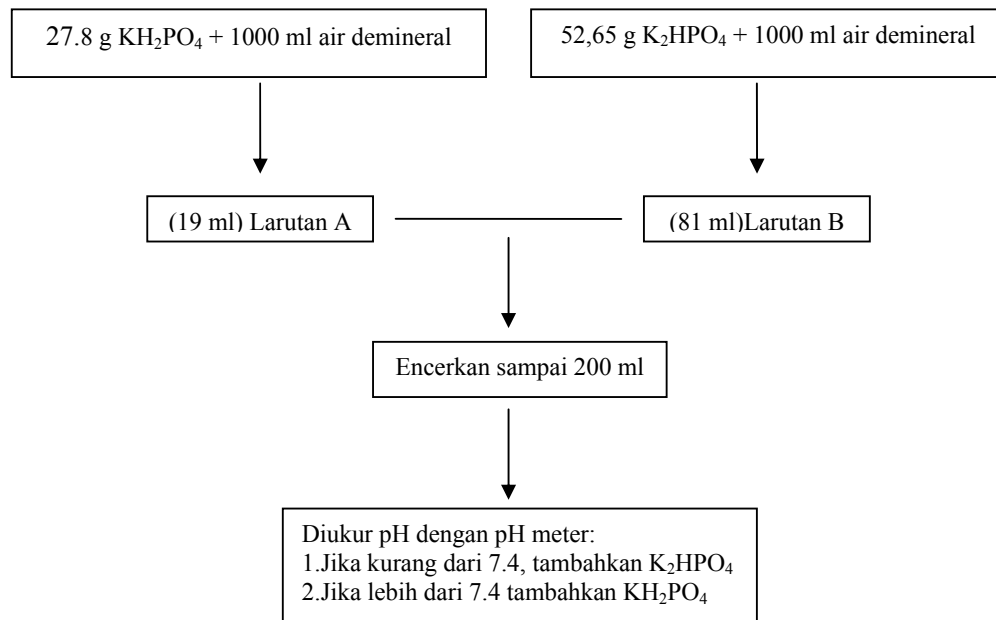 27.8 g KH₂PO₄ + 1000 ml air demineral
52,65 g K₂HPO₄ + 1000 ml air demineral
(19 ml) Larutan A
(81 ml)Larutan B
Encerkan sampai 200 ml
Diukur pH dengan pH meter:
1.Jika kurang dari 7.4, tambahkan K₂HPO₄
2.Jika lebih dari 7.4 tambahkan KH₂PO₄